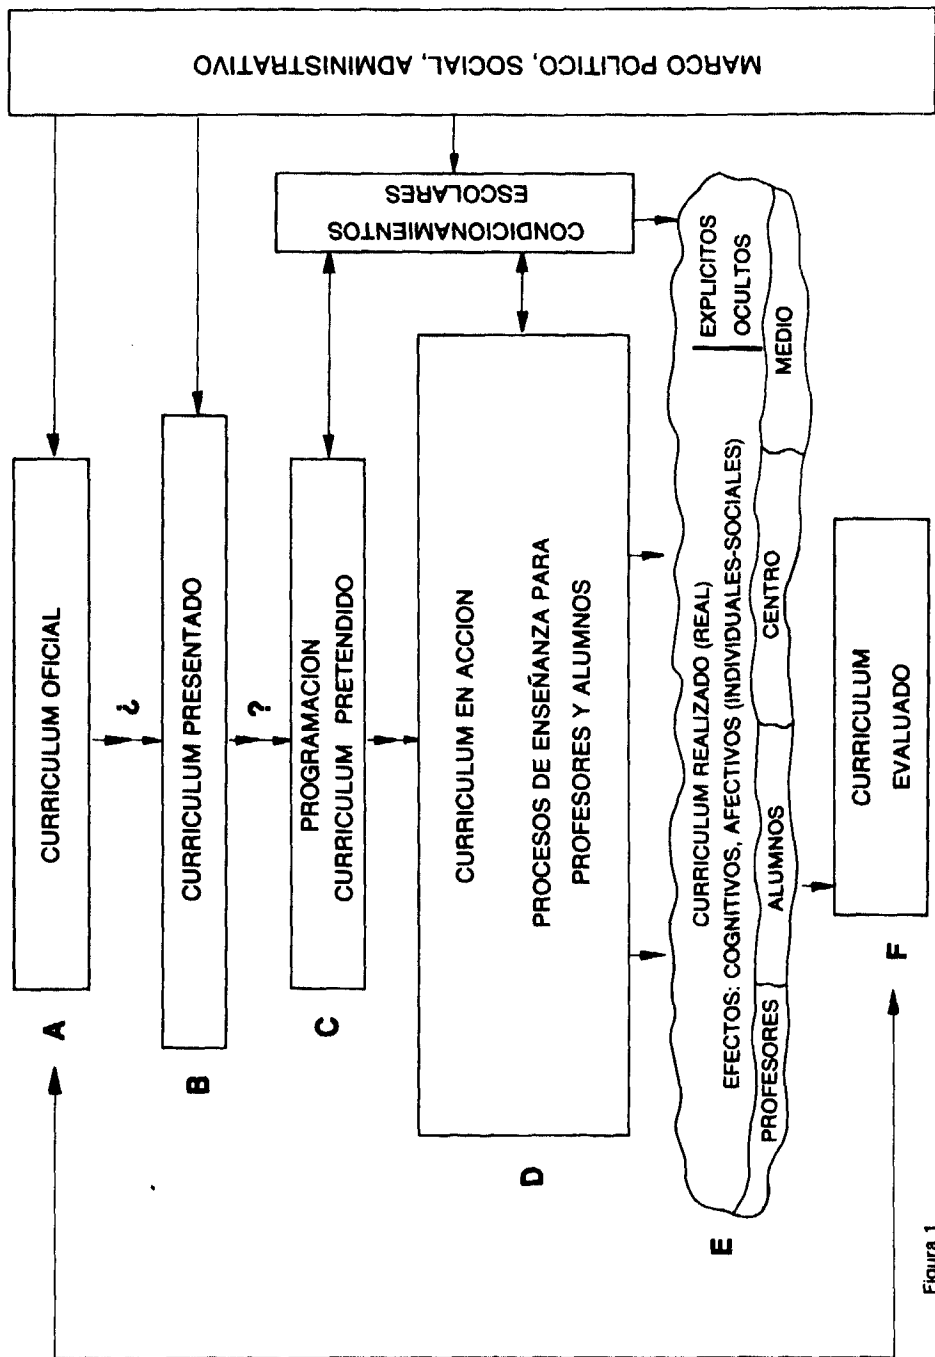 A
CURRICULUM OFICIAL
¿
B
CURRICULUM PRESENTADO
?
C
PROGRAMACION
CURRICULUM PRETENDIDO
D
CURRICULUM EN ACCION
PROCESOS DE ENSEÑANZA PARA
PROFESORES Y ALUMNOS
CONDICIONAMIENTOS
ESCOLARES
MARCO POLITICO, SOCIAL, ADMINISTRATIVO
E
CURRICULUM REALIZADO (REAL)
EFECTOS: COGNITIVOS, AFECTIVOS (INDIVIDUALES-SOCIALES)
EXPLICITOS
OCULTOS
PROFESORES
ALUMNOS
CENTRO
MEDIO
F
CURRICULUM
EVALUADO
Figura 1